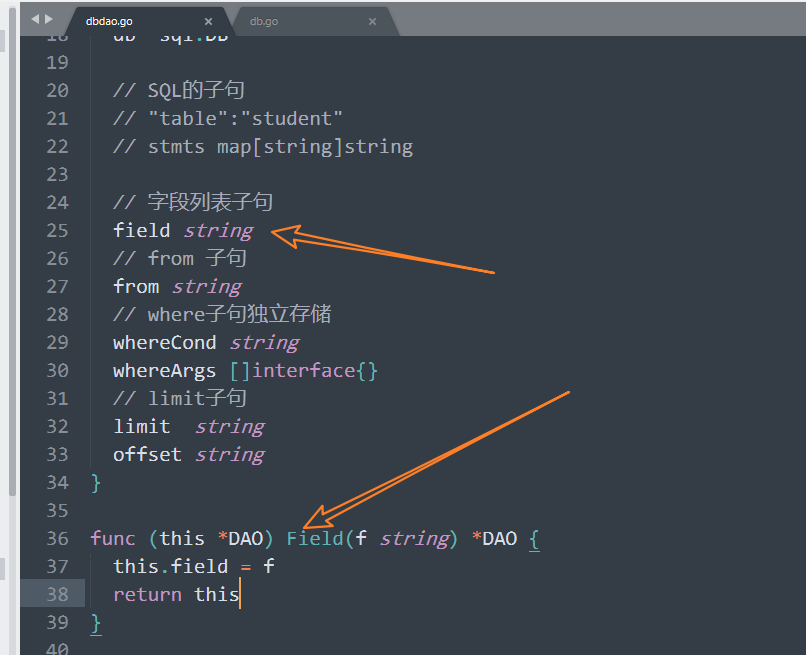 dbdao.go × db.go ×
18 db sql.DB
19
20 // SQL的子句
21 // "table":"student"
22 // stmts map[string]string
23
24 // 字段列表子句
25 field string
26 // from 子句
27 from string
28 // where子句独立存储
29 whereCond string
30 whereArgs []interface{}
31 // limit子句
32 limit string
33 offset string
34 }
35
36 func (this *DAO) Field(f string) *DAO {
37 this.field = f
38 return this
39 }
40